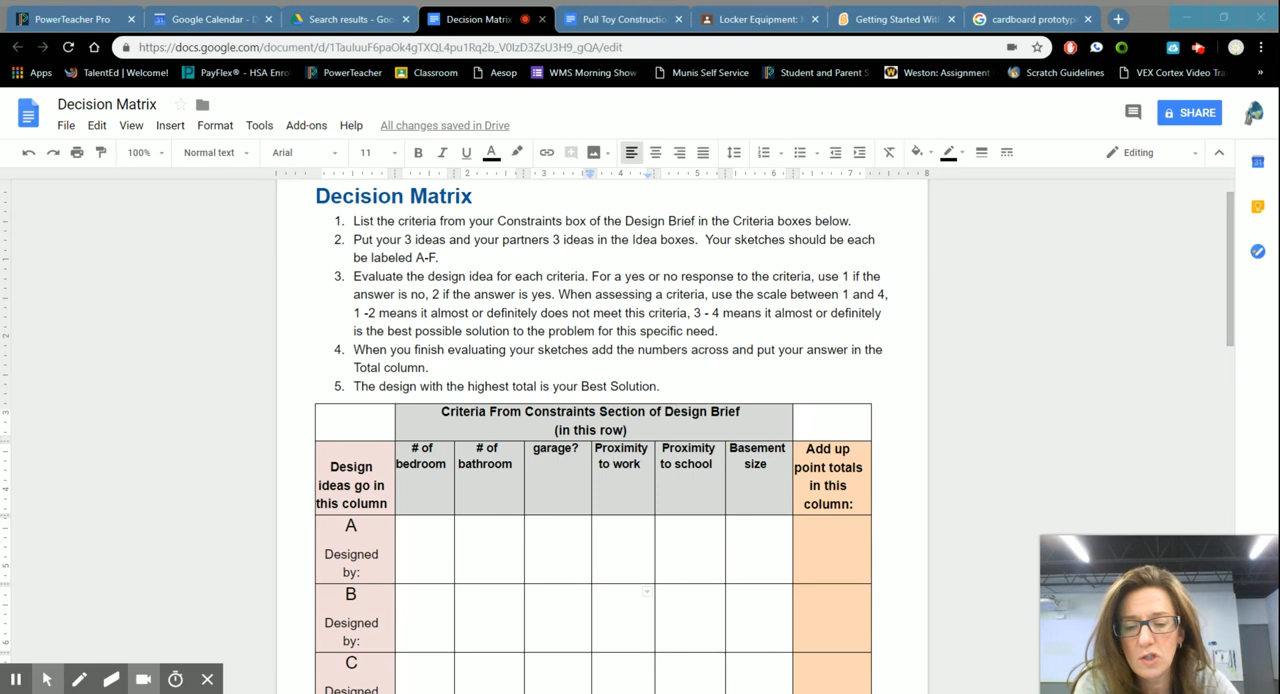 PowerTeacher Pro
Google Calendar - D
Search results - Goo
Decision Matrix
Pull Toy Constructio
Locker Equipment:
Getting Started Wit
cardboard prototyp
https://docs.google.com/document/d/1TauIuuF6paOk4gTXQL4pu1Rq2b_V0IzD3ZsU3H9_gQA/edit
Apps
TalentEd | Welcome!
PayFlex® - HSA Enro
PowerTeacher
Classroom
Aesop
WMS Morning Show
Munis Self Service
Student and Parent S
Weston: Assignment
Scratch Guidelines
VEX Cortex Video Tra
»
Decision Matrix
SHARE
File Edit View Insert Format Tools Add-ons Help All changes saved in Drive
100% Normal text Arial 11 B I U A Editing
2 3 4 5 6 7 8
Decision Matrix
1. List the criteria from your Constraints box of the Design Brief in the Criteria boxes below.
2. Put your 3 ideas and your partners 3 ideas in the Idea boxes. Your sketches should be each
be labeled A-F.
3. Evaluate the design idea for each criteria. For a yes or no response to the criteria, use 1 if the
answer is no, 2 if the answer is yes. When assessing a criteria, use the scale between 1 and 4,
1 -2 means it almost or definitely does not meet this criteria, 3 - 4 means it almost or definitely
is the best possible solution to the problem for this specific need.
4. When you finish evaluating your sketches add the numbers across and put your answer in the
Total column.
5. The design with the highest total is your Best Solution.
Criteria From Constraints Section of Design Brief
(in this row)
Design
ideas go in
this column
# of
bedroom
# of
bathroom
garage?
Proximity
to work
Proximity
to school
Basement
size
Add up
point totals
in this
column:
A
Designed
by:
B
Designed
by:
C
Designed